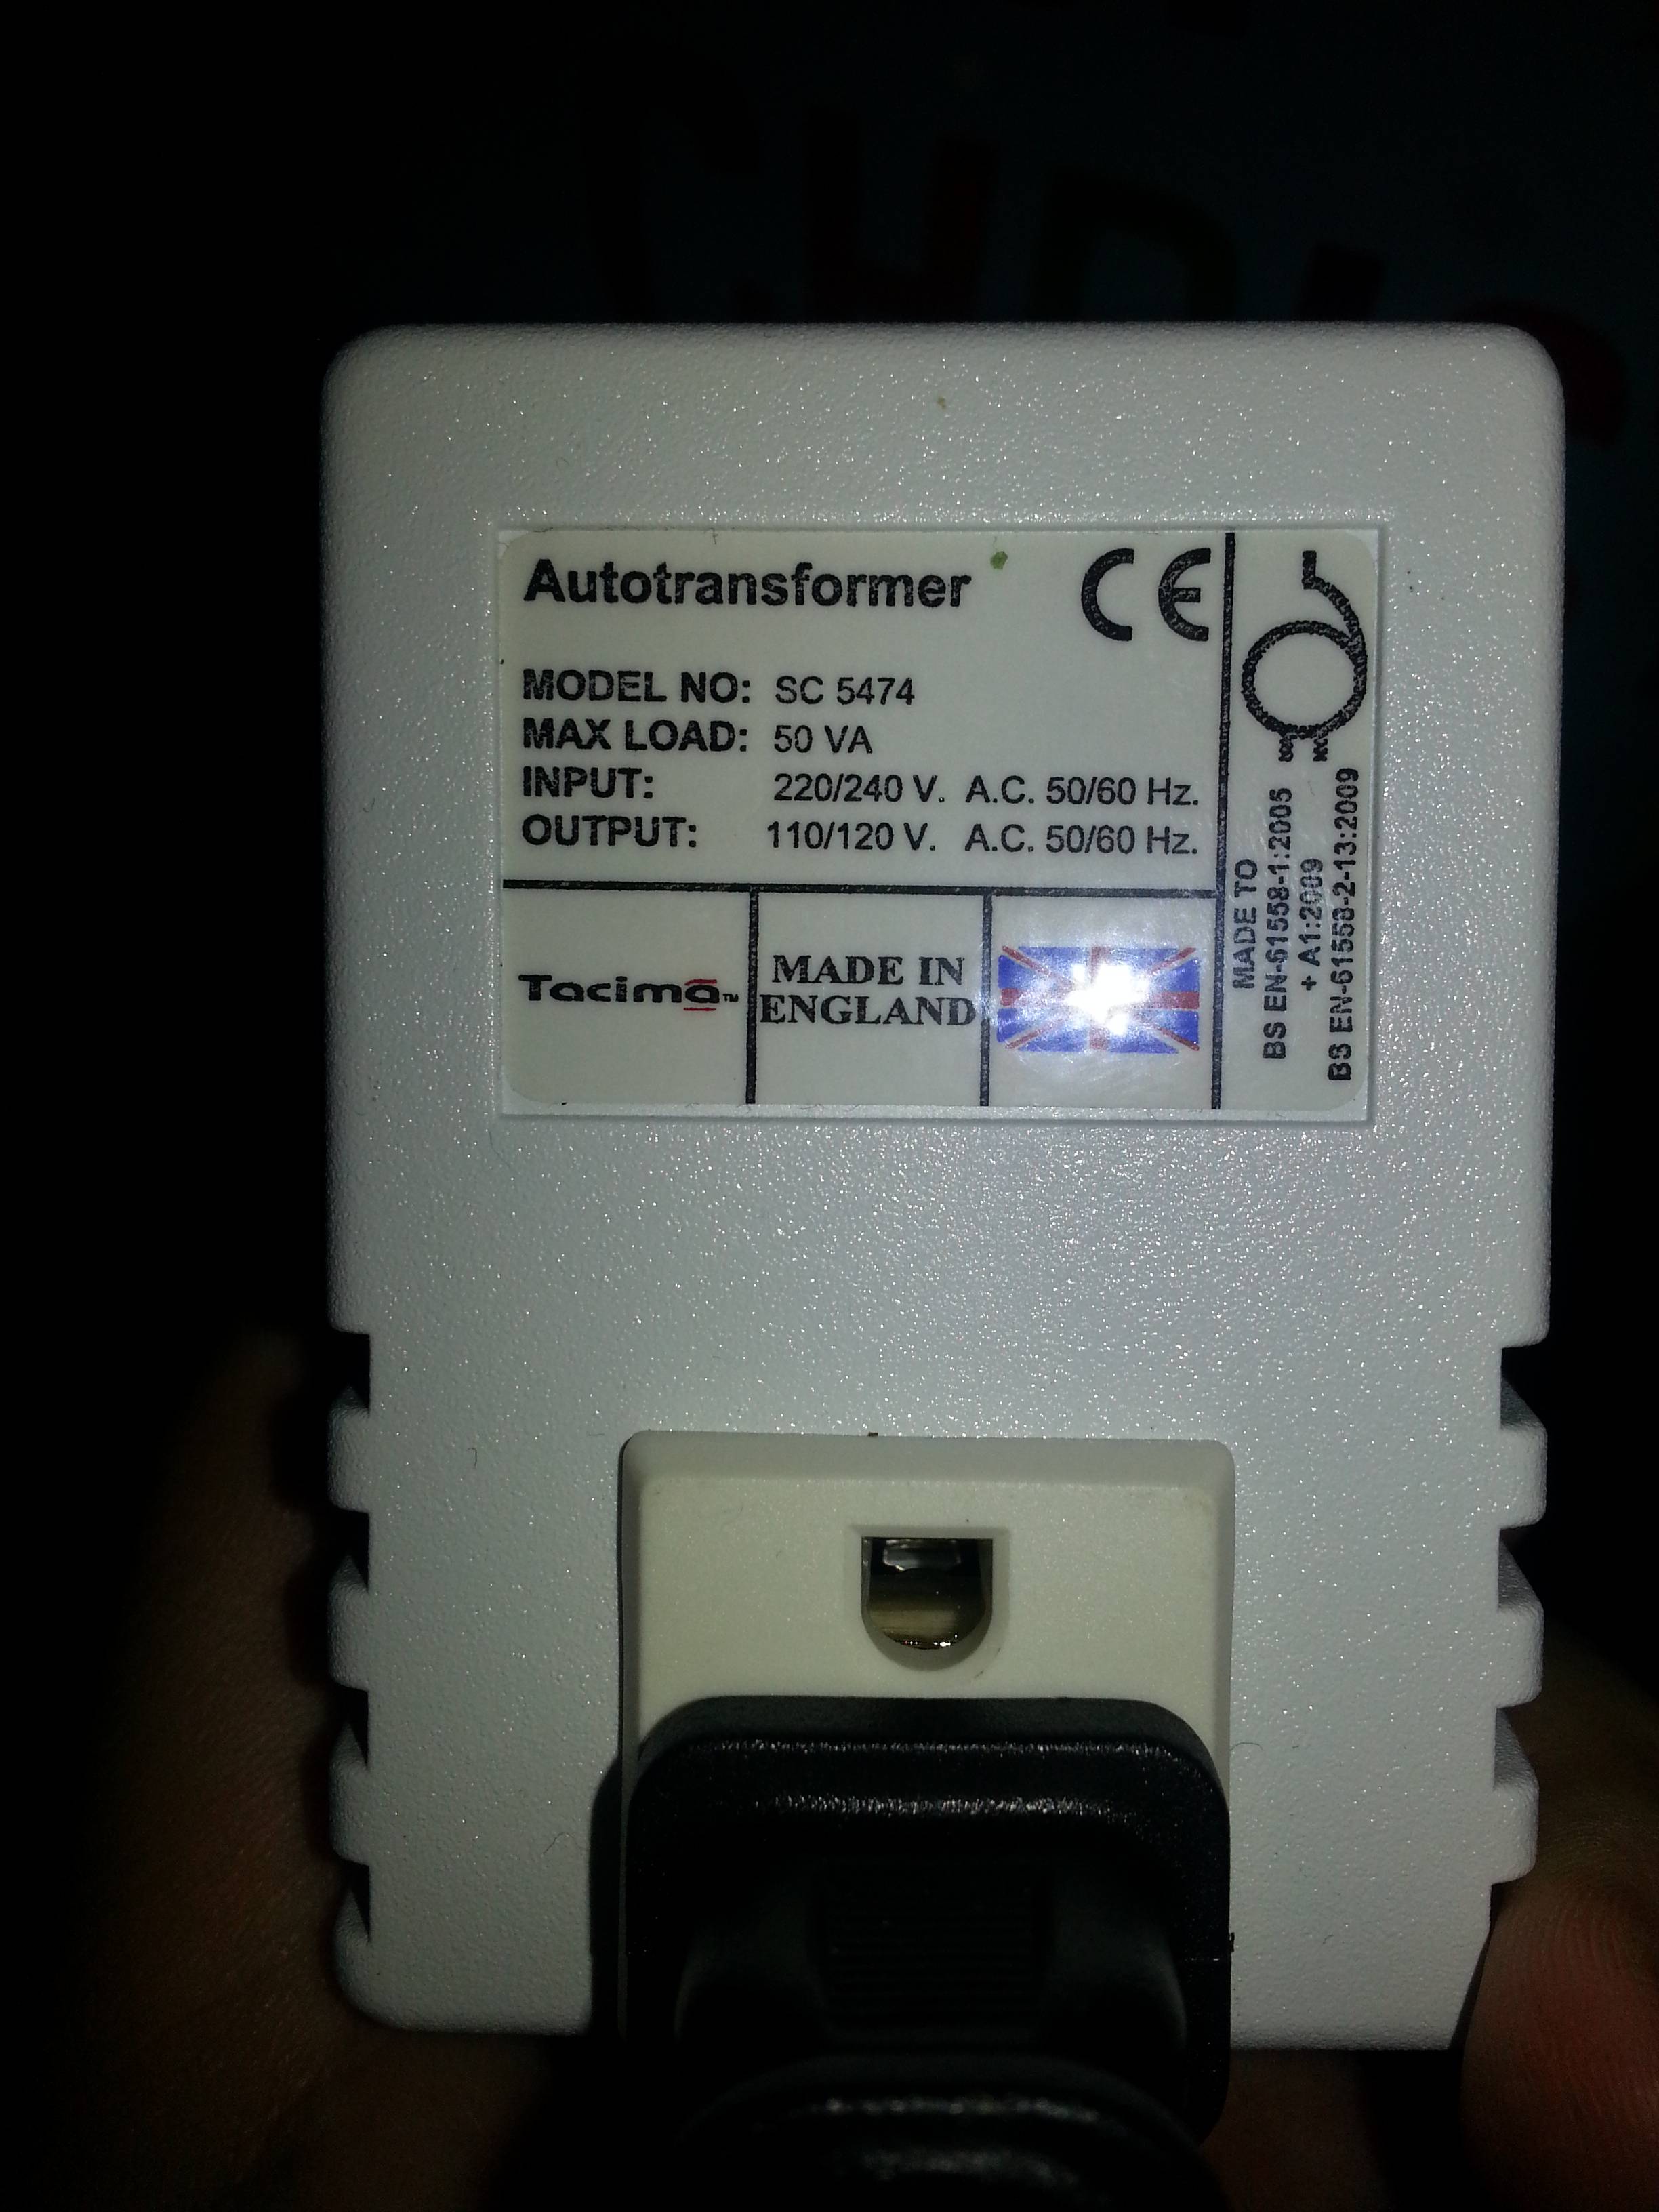 Autotransformer CE
MODEL NO: SC 5474
MAX LOAD: 50 VA
INPUT: 220/240 V. A.C. 50/60 Hz.
OUTPUT: 110/120 V. A.C. 50/60 Hz.
Tacima™
MADE IN
ENGLAND
MADE TO
BS EN-61558-1:2005
+ A1:2009
BS EN-61558-2-13:2009